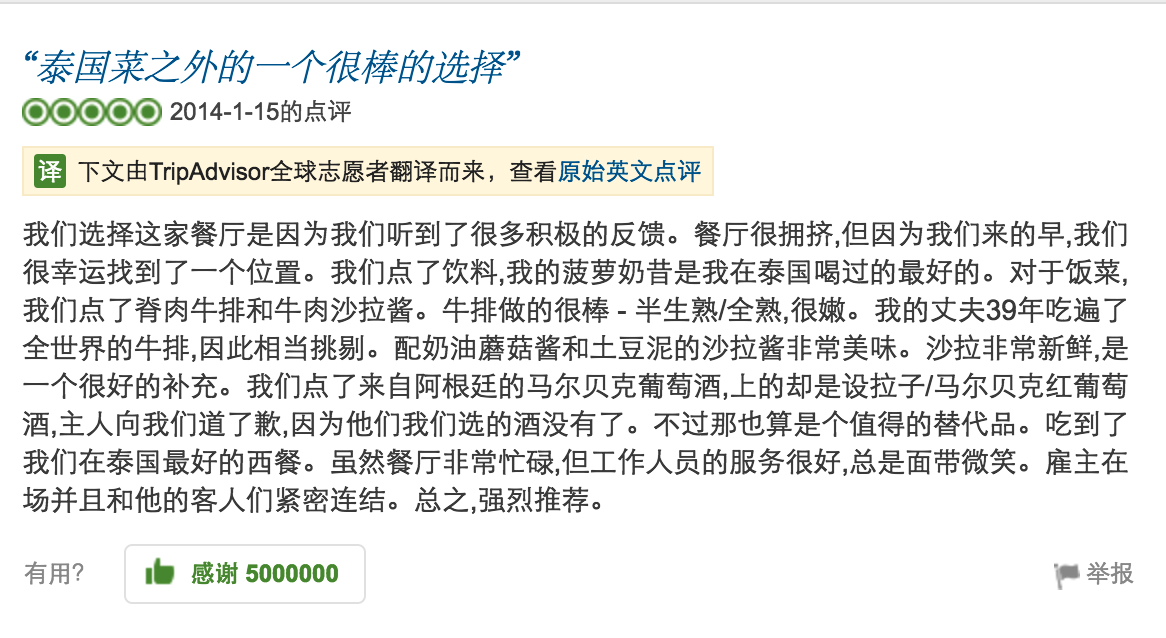 “泰国菜之外的一个很棒的选择”
2014-1-15的点评
译 下文由TripAdvisor全球志愿者翻译而来，查看原始英文点评
我们选择这家餐厅是因为我们听到了很多积极的反馈。餐厅很拥挤,但因为我们来的早,我们
很幸运找到了一个位置。我们点了饮料,我的菠萝奶昔是我在泰国喝过的最好的。对于饭菜,
我们点了脊肉牛排和牛肉沙拉酱。牛排做的很棒 - 半生熟/全熟,很嫩。我的丈夫39年吃遍了
全世界的牛排,因此相当挑剔。配奶油蘑菇酱和土豆泥的沙拉酱非常美味。沙拉非常新鲜,是
一个很好的补充。我们点了来自阿根廷的马尔贝克葡萄酒,上的却是设拉子/马尔贝克红葡萄
酒,主人向我们道了歉,因为他们我们选的酒没有了。不过那也算是个值得的替代品。吃到了
我们在泰国最好的西餐。虽然餐厅非常忙碌,但工作人员的服务很好,总是面带微笑。雇主在
场并且和他的客人们紧密连结。总之,强烈推荐。
有用? 感谢 5000000 举报